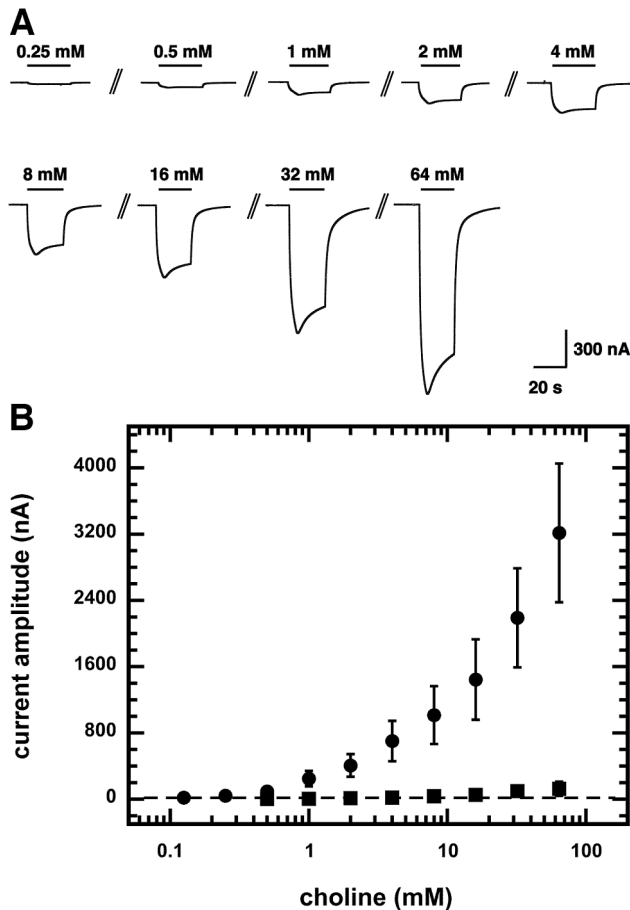 A
0.25 mM // 0.5 mM // 1 mM // 2 mM // 4 mM
8 mM // 16 mM // 32 mM // 64 mM
300 nA
20 s
B
current amplitude (nA)
4000
3200
2400
1600
800
0
0.1 1 10 100
choline (mM)